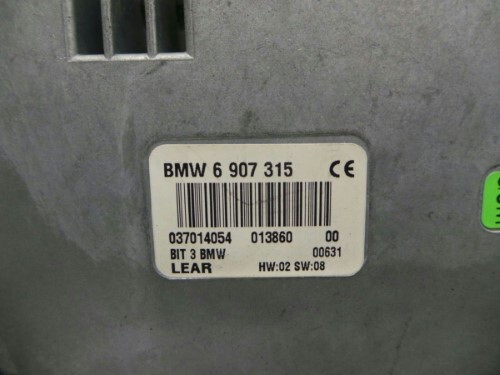 BMW 6 907 315 CE
037014054 013860 00
BIT 3 BMW 00631
LEAR HW:02 SW:08